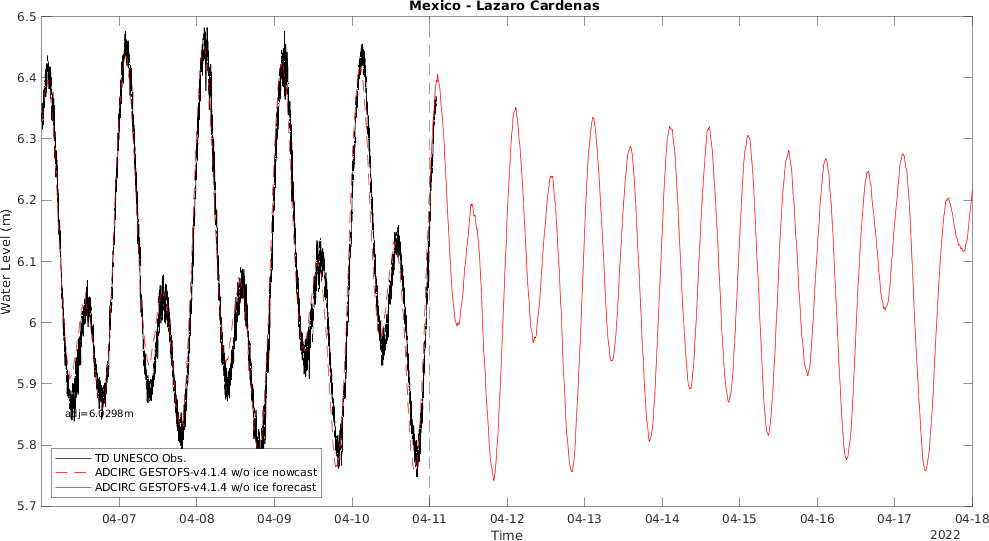 Mexico - Lazaro Cardenas
6.5
6.4
6.3
6.2
6.1
6
5.9
5.8
5.7
Water Level (m)
adj=6.0298m
TD UNESCO Obs.
ADCIRC GESTOFS-v4.1.4 w/o ice nowcast
ADCIRC GESTOFS-v4.1.4 w/o ice forecast
04-07 04-08 04-09 04-10 04-11 04-12 04-13 04-14 04-15 04-16 04-17 04-18
Time
2022